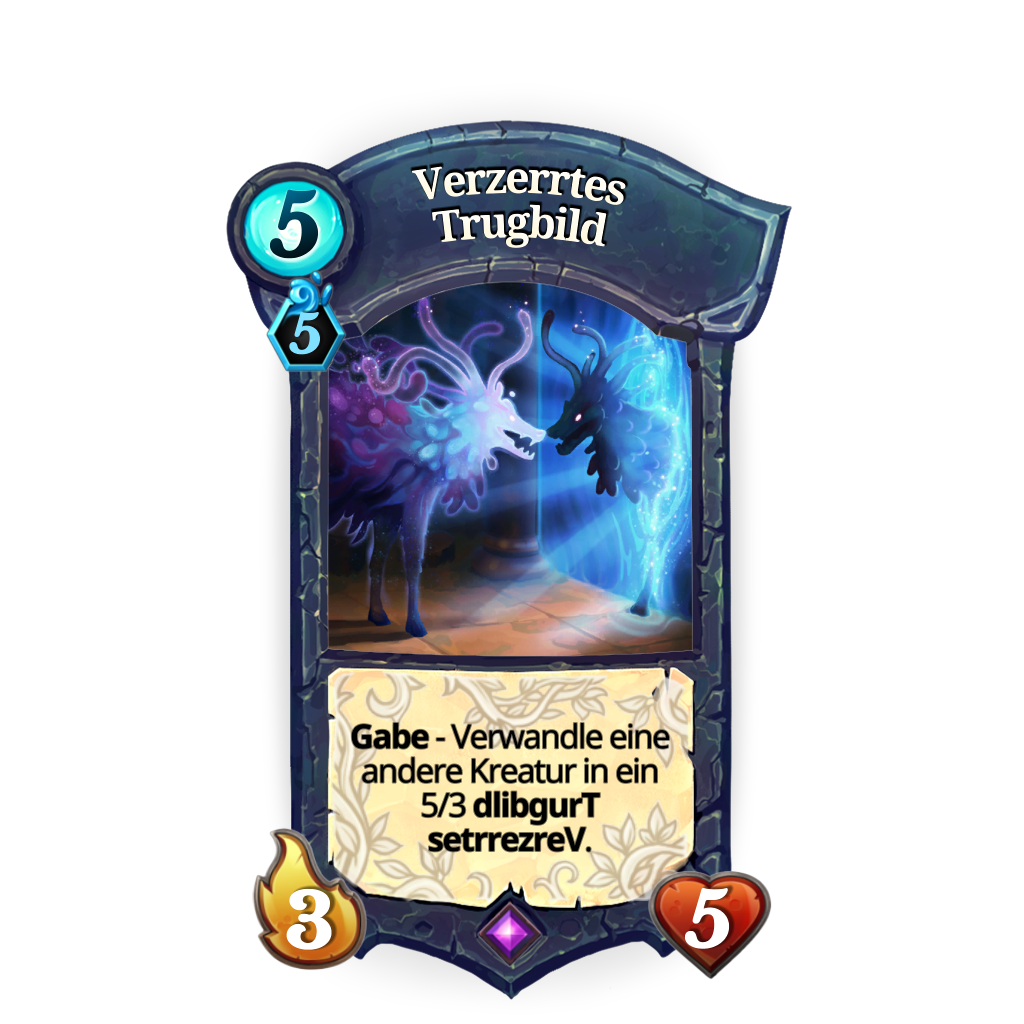 5
Verzerrtes
Trugbild
5
Gabe - Verwandle eine
andere Kreatur in ein
5/3 dlibgurT
setrrezreV.
3
5